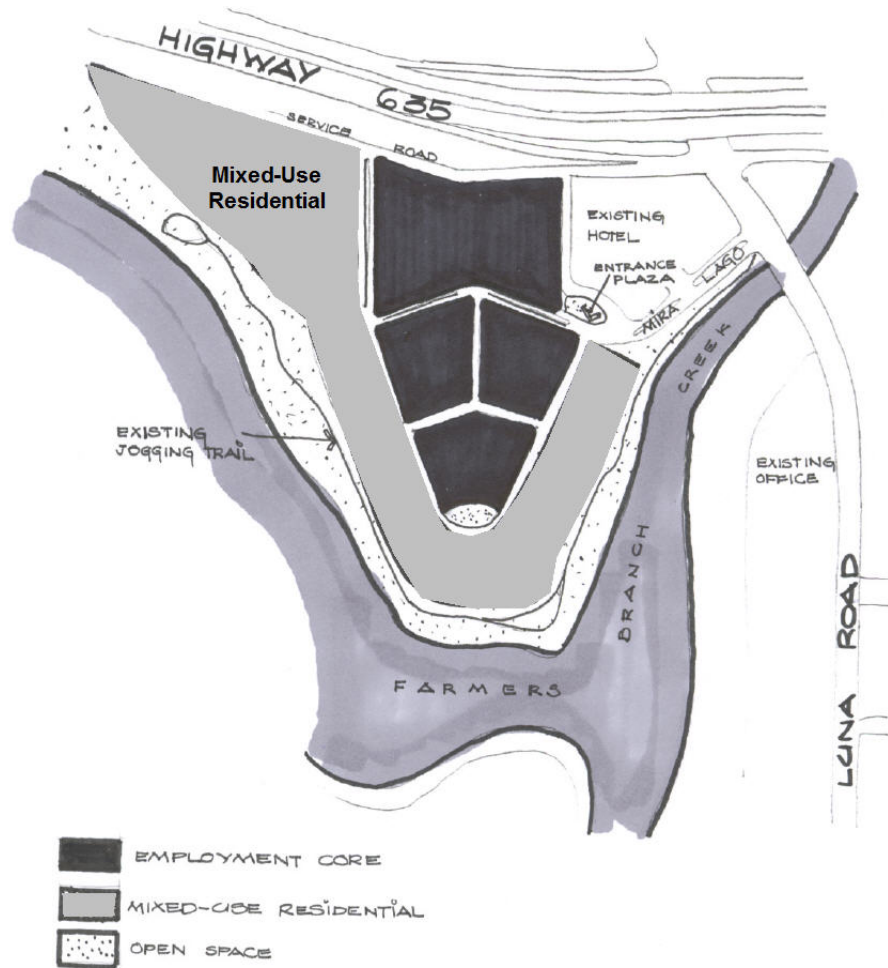 HIGHWAY
635
SERVICE
ROAD
Mixed-Use
Residential
EXISTING
HOTEL
ENTRANCE
PLAZA
LAGO
MIRA
CREEK
EXISTING
JOGGING TRAIL
EXISTING
OFFICE
BRANCH
FARMERS
LUNA ROAD
EMPLOYMENT CORE
MIXED-USE RESIDENTIAL
OPEN SPACE